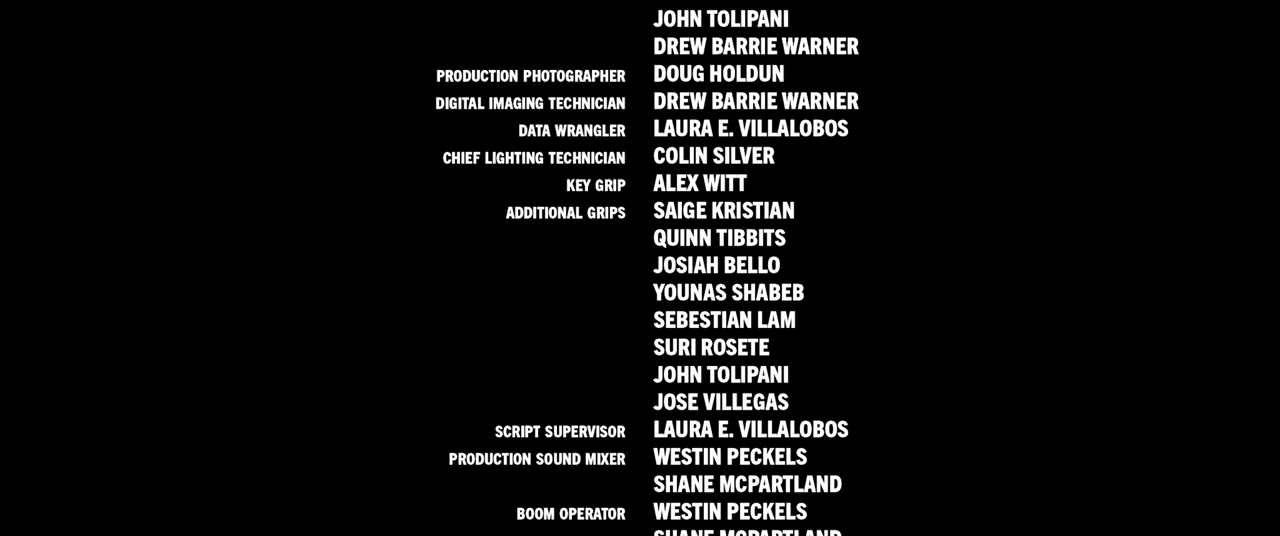 JOHN TOLIPANI
DREW BARRIE WARNER
PRODUCTION PHOTOGRAPHER DOUG HOLDUN
DIGITAL IMAGING TECHNICIAN DREW BARRIE WARNER
DATA WRANGLER LAURA E. VILLALOBOS
CHIEF LIGHTING TECHNICIAN COLIN SILVER
KEY GRIP ALEX WITT
ADDITIONAL GRIPS SAIGE KRISTIAN
QUINN TIBBITS
JOSIAH BELLO
YOUNAS SHABEB
SEBESTIAN LAM
SURI ROSETE
JOHN TOLIPANI
JOSE VILLEGAS
SCRIPT SUPERVISOR LAURA E. VILLALOBOS
PRODUCTION SOUND MIXER WESTIN PECKELS
SHANE MCPARTLAND
BOOM OPERATOR WESTIN PECKELS
SHANE MCPARTLAND